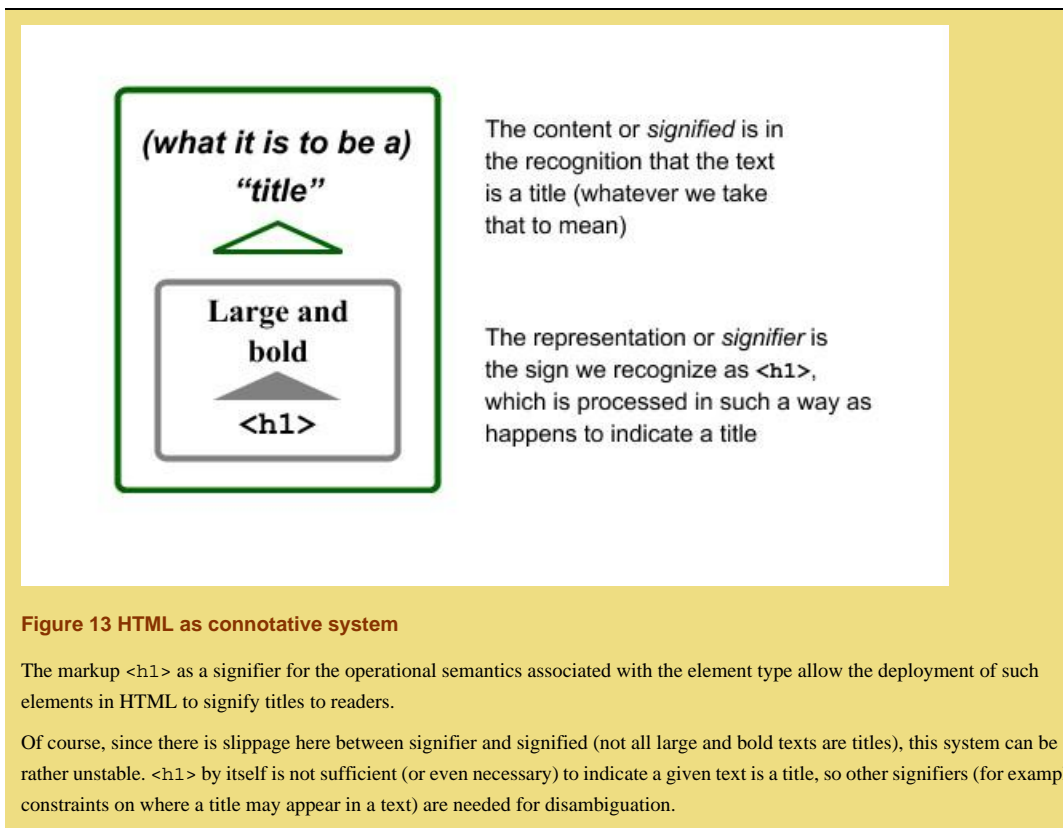 (what it is to be a)
“title”
Large and
bold
<h1>
The content or signified is in
the recognition that the text
is a title (whatever we take
that to mean)
The representation or signifier is
the sign we recognize as <h1>,
which is processed in such a way as
happens to indicate a title
Figure 13 HTML as connotative system
The markup <h1> as a signifier for the operational semantics associated with the element type allow the deployment of such
elements in HTML to signify titles to readers.
Of course, since there is slippage here between signifier and signified (not all large and bold texts are titles), this system can be
rather unstable. <h1> by itself is not sufficient (or even necessary) to indicate a given text is a title, so other signifiers (for examp
constraints on where a title may appear in a text) are needed for disambiguation.